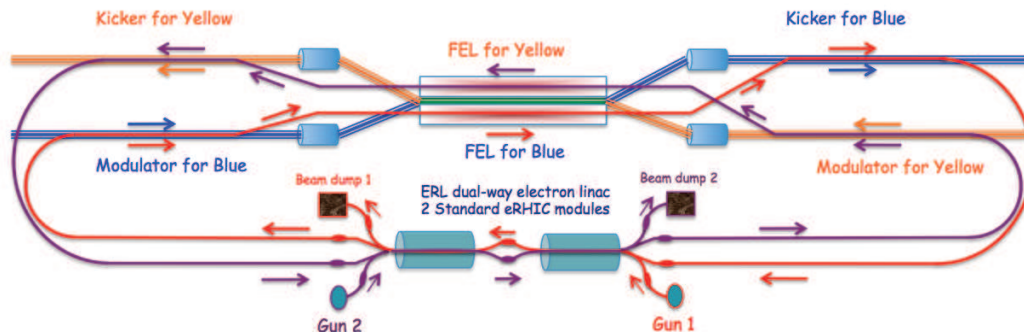 Kicker for Yellow
Kicker for Blue
FEL for Yellow
Modulator for Blue
FEL for Blue
Modulator for Yellow
Beam dump 1
ERL dual-way electron linac
2 Standard eRHIC modules
Beam dump 2
Gun 2
Gun 1